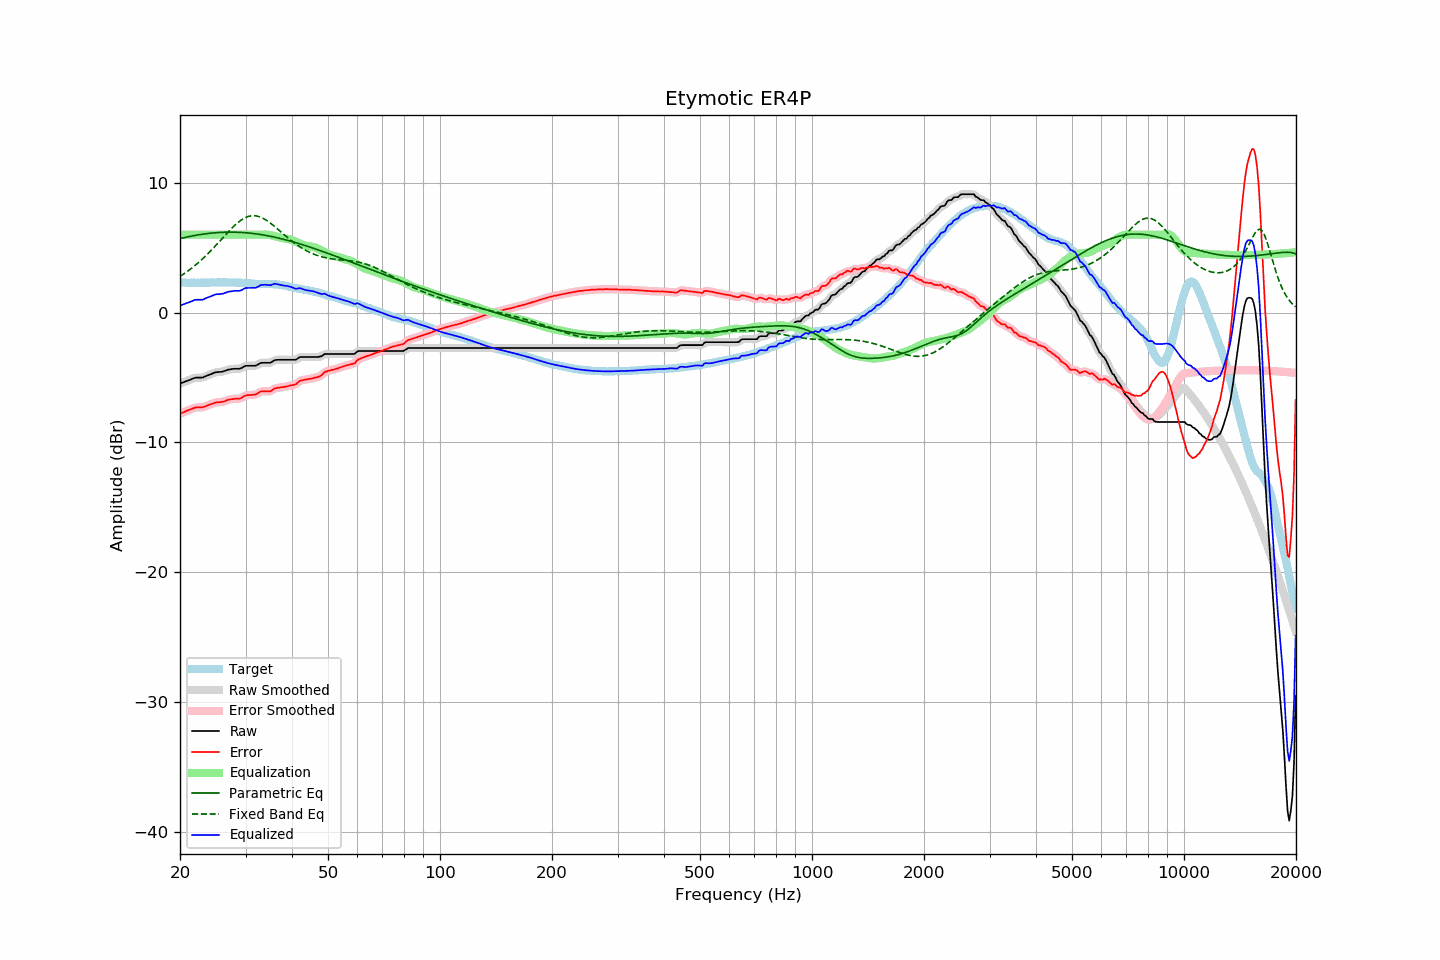 Etymotic ER4P
Amplitude (dBr)
10
0
−10
−20
−30
−40
Target
Raw Smoothed
Error Smoothed
Raw
Error
Equalization
Parametric Eq
Fixed Band Eq
Equalized
20 50 100 200 500 1000 2000 5000 10000 20000
Frequency (Hz)